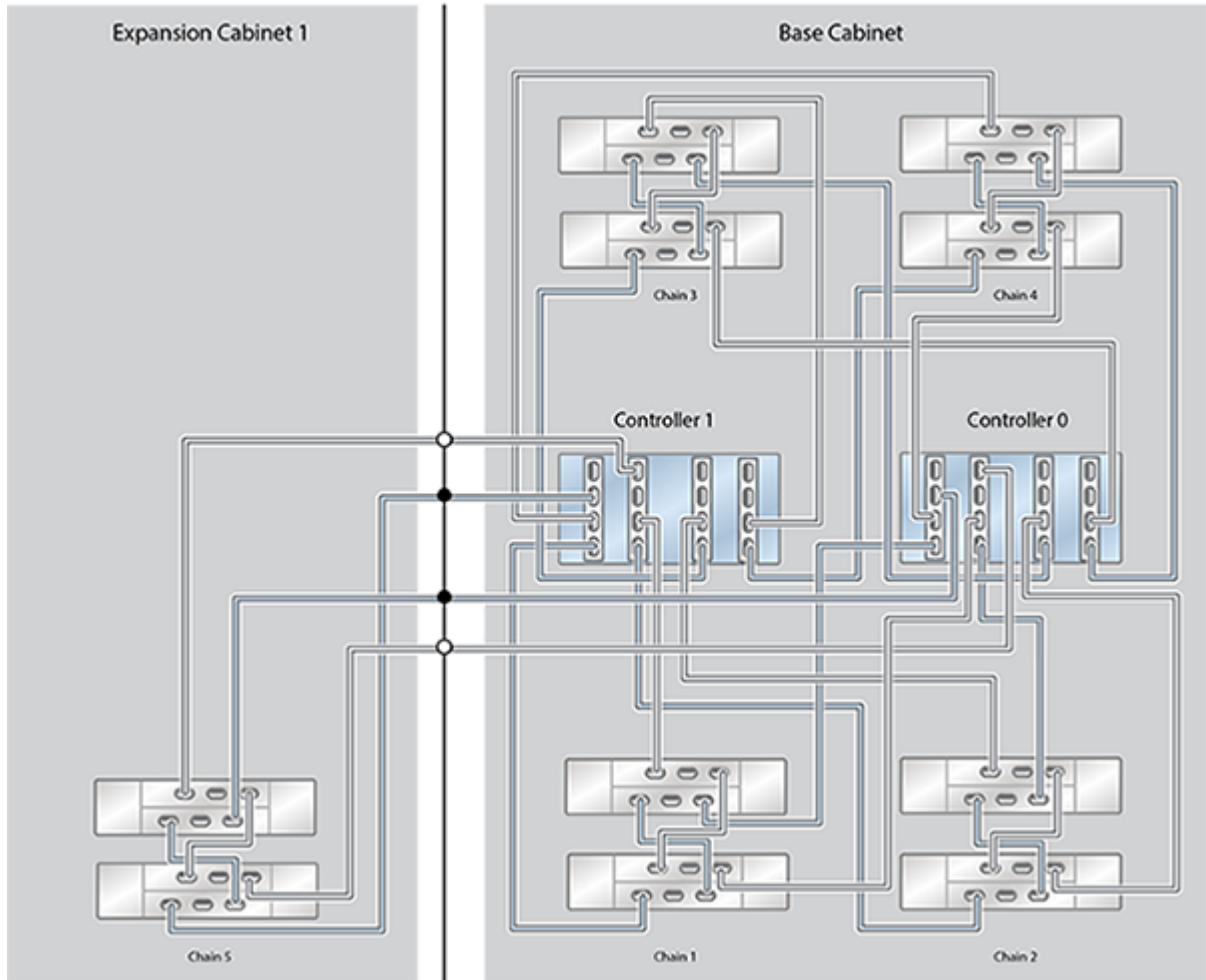 Expansion Cabinet 1
Base Cabinet
Chain 3
Chain 4
Controller 1
Controller 0
Chain 5
Chain 1
Chain 2